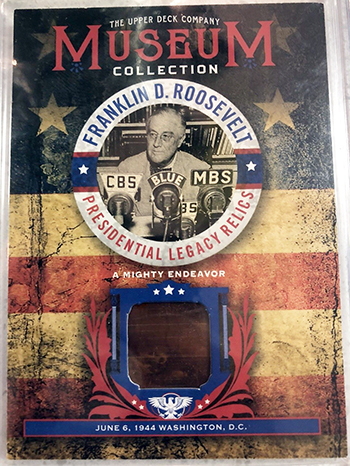 THE UPPER DECK COMPANY
MUSEUM
COLLECTION
FRANKLIN D. ROOSEVELT
CBS
BLUE
MBS
BS
PRESIDENTIAL LEGACY RELICS
A MIGHTY ENDEAVOR
JUNE 6, 1944 WASHINGTON, D.C.